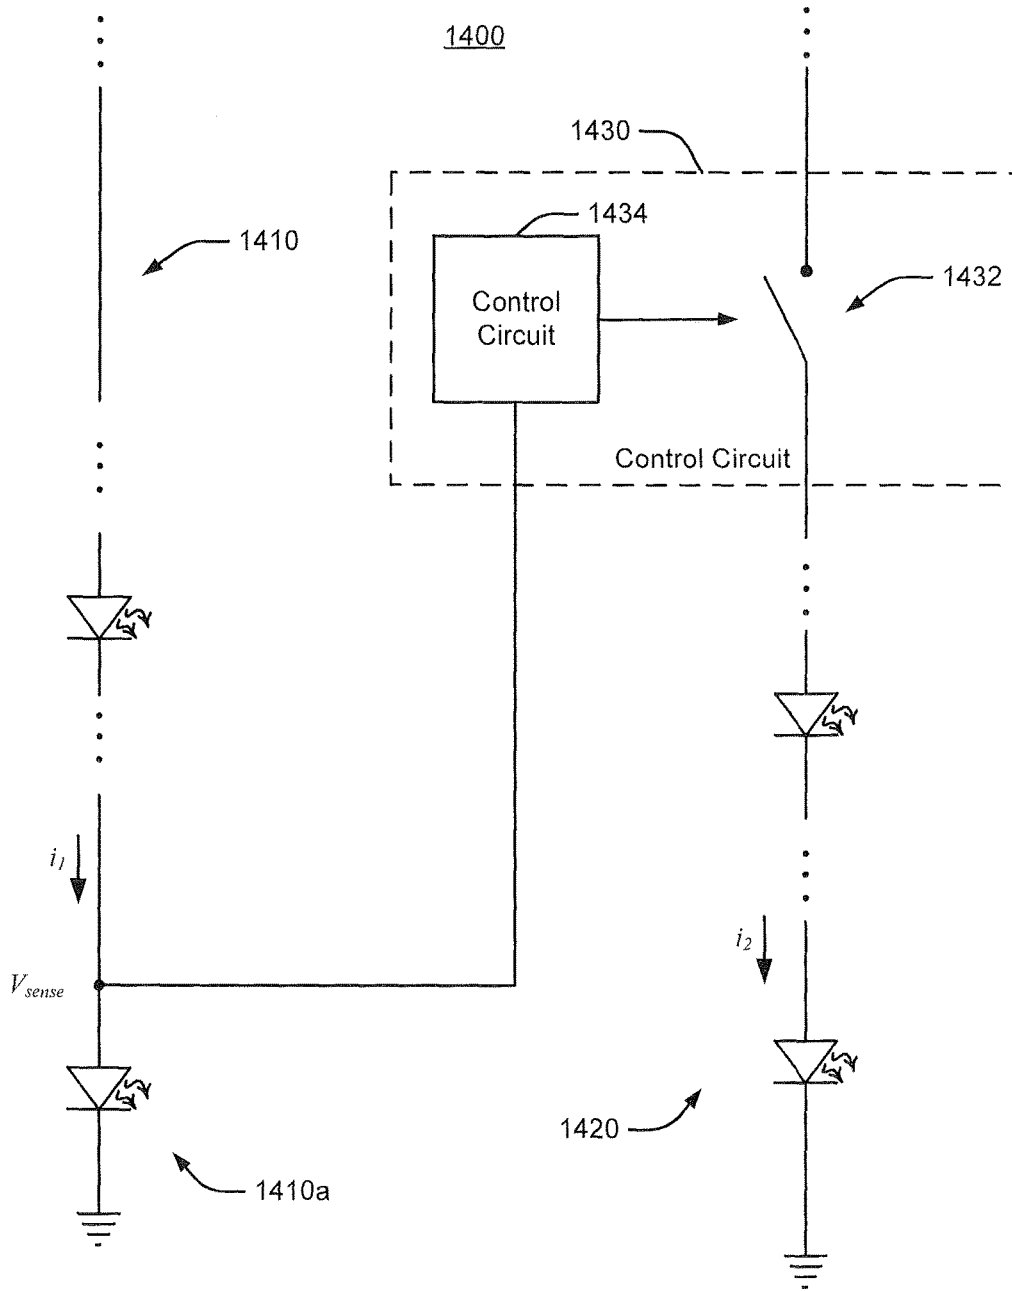 1400
1430
1434
1410
Control
Circuit
1432
Control Circuit
i1
i2
Vsense
1420
1410a